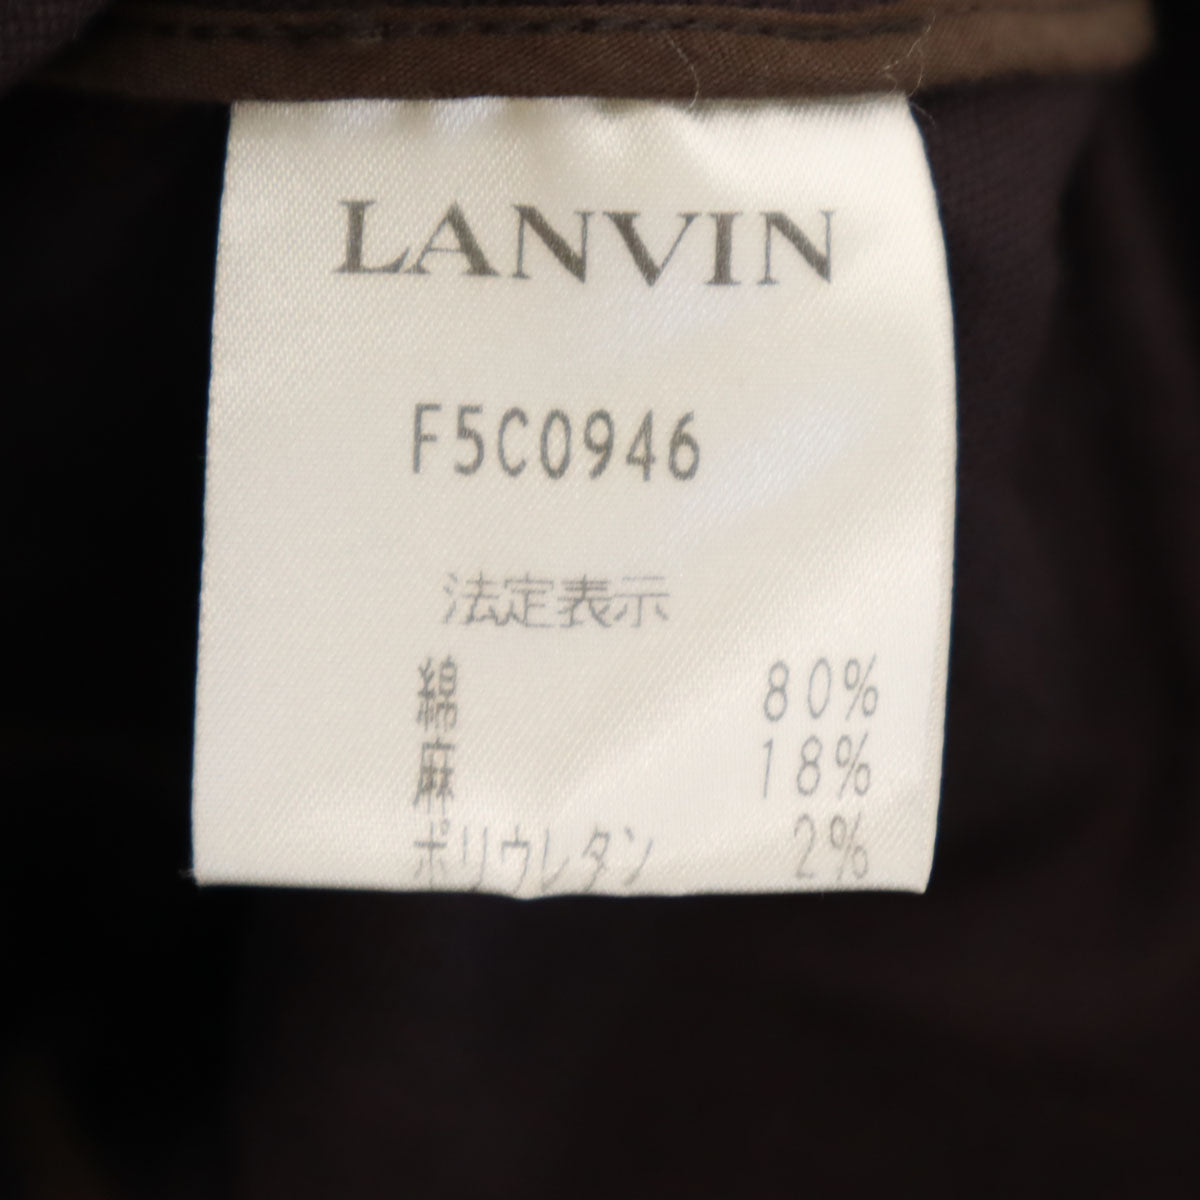 LANVIN
F5C0946
法定表示
綿 80%
麻 18%
ポリウレタン 2%